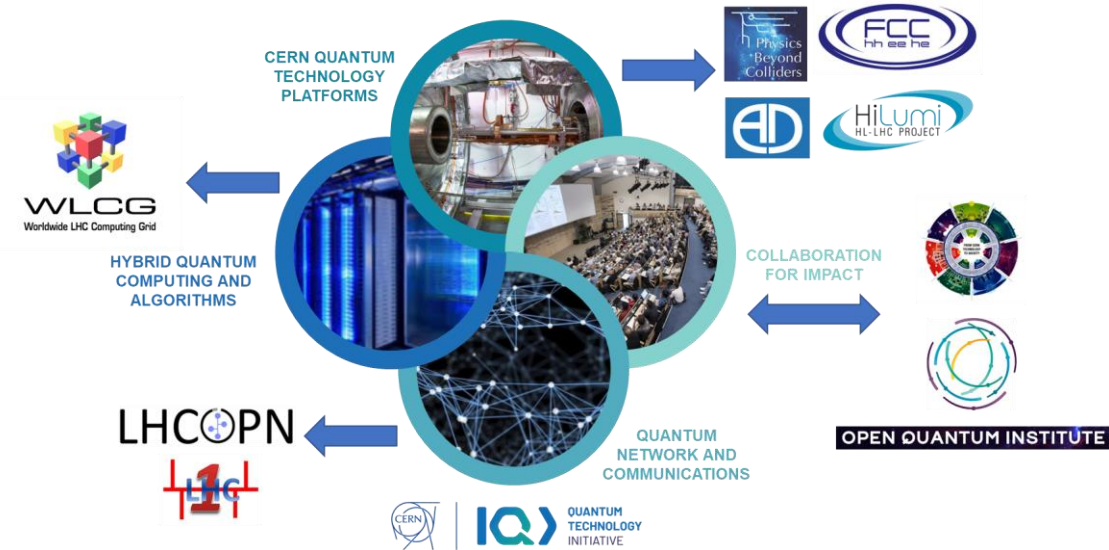 CERN QUANTUM
TECHNOLOGY
PLATFORMS
Physics
Beyond
Colliders
FCC
hh ee he
AD
HiLumi
HL-LHC PROJECT
WLCG
Worldwide LHC Computing Grid
HYBRID QUANTUM
COMPUTING AND
ALGORITHMS
COLLABORATION
FOR IMPACT
OPEN QUANTUM INSTITUTE
LHCOPN
LHC
1
QUANTUM
NETWORK AND
COMMUNICATIONS
CERN
QUANTUM
TECHNOLOGY
INITIATIVE